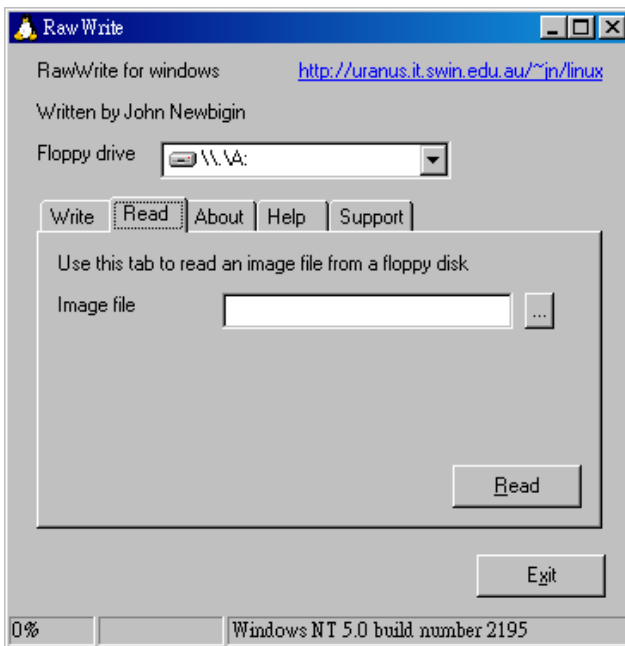 Raw Write
RawWrite for windows http://uranus.it.swin.edu.au/~jn/linux
Written by John Newbigin
Floppy drive \\.\A:
Write Read About Help Support
Use this tab to read an image file from a floppy disk
Image file ...
Read
Exit
0% Windows NT 5.0 build number 2195